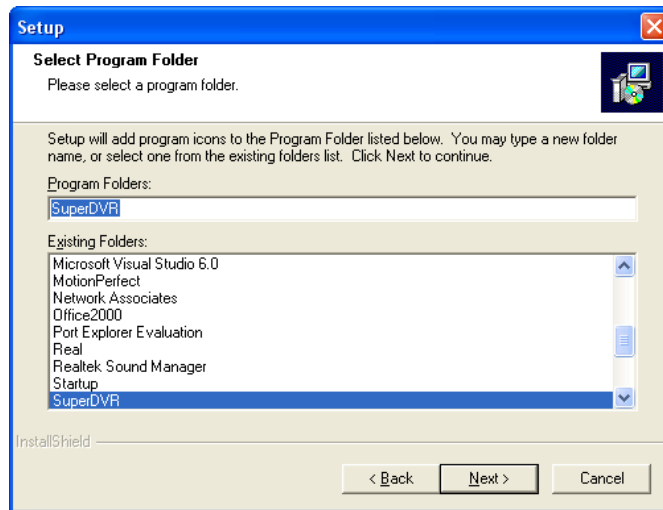 Setup
Select Program Folder
Please select a program folder.
Setup will add program icons to the Program Folder listed below. You may type a new folder
name, or select one from the existing folders list. Click Next to continue.
Program Folders:
SuperDVR
Existing Folders:
Microsoft Visual Studio 6.0
MotionPerfect
Network Associates
Office2000
Port Explorer Evaluation
Real
Realtek Sound Manager
Startup
SuperDVR
InstallShield
< Back Next > Cancel